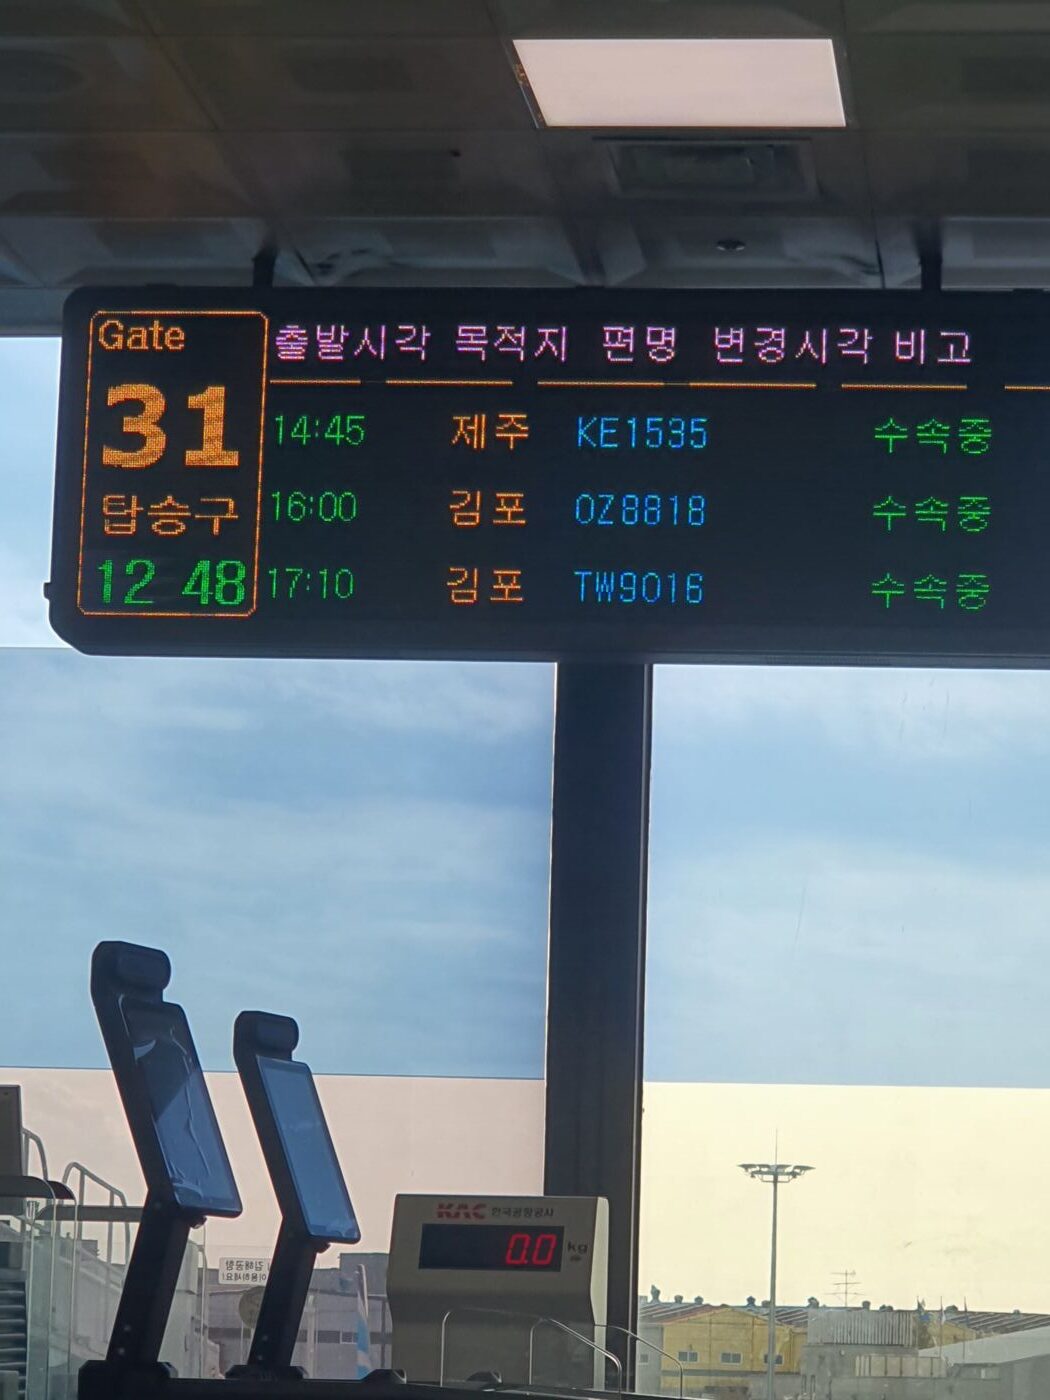 Gate
31
탑승구
12 48
출발시각 목적지 편명 변경시각 비고
14:45 제주 KE1535 수속중
16:00 김포 OZ8818 수속중
17:10 김포 TW9016 수속중
KAC 한국공항공사
0.0 kg